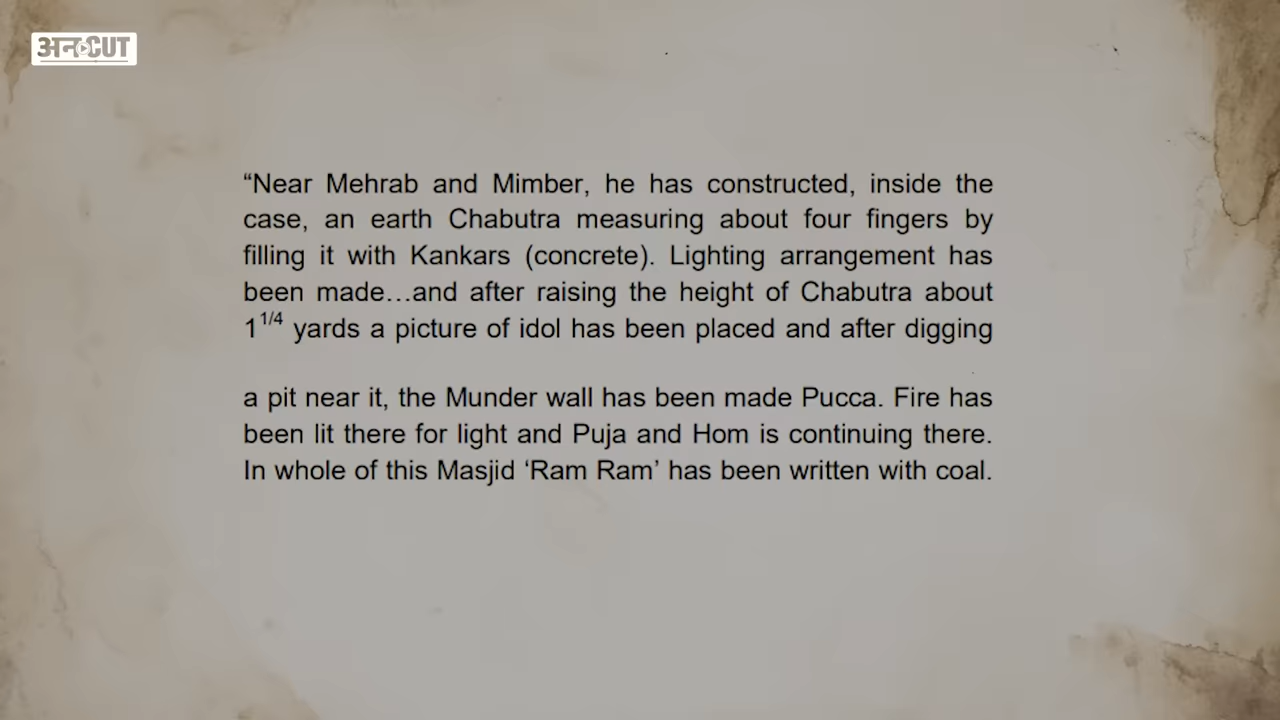 अनCUT
“Near Mehrab and Mimber, he has constructed, inside the
case, an earth Chabutra measuring about four fingers by
filling it with Kankars (concrete). Lighting arrangement has
been made…and after raising the height of Chabutra about
1¹ᐟ⁴ yards a picture of idol has been placed and after digging
a pit near it, the Munder wall has been made Pucca. Fire has
been lit there for light and Puja and Hom is continuing there.
In whole of this Masjid ‘Ram Ram’ has been written with coal.